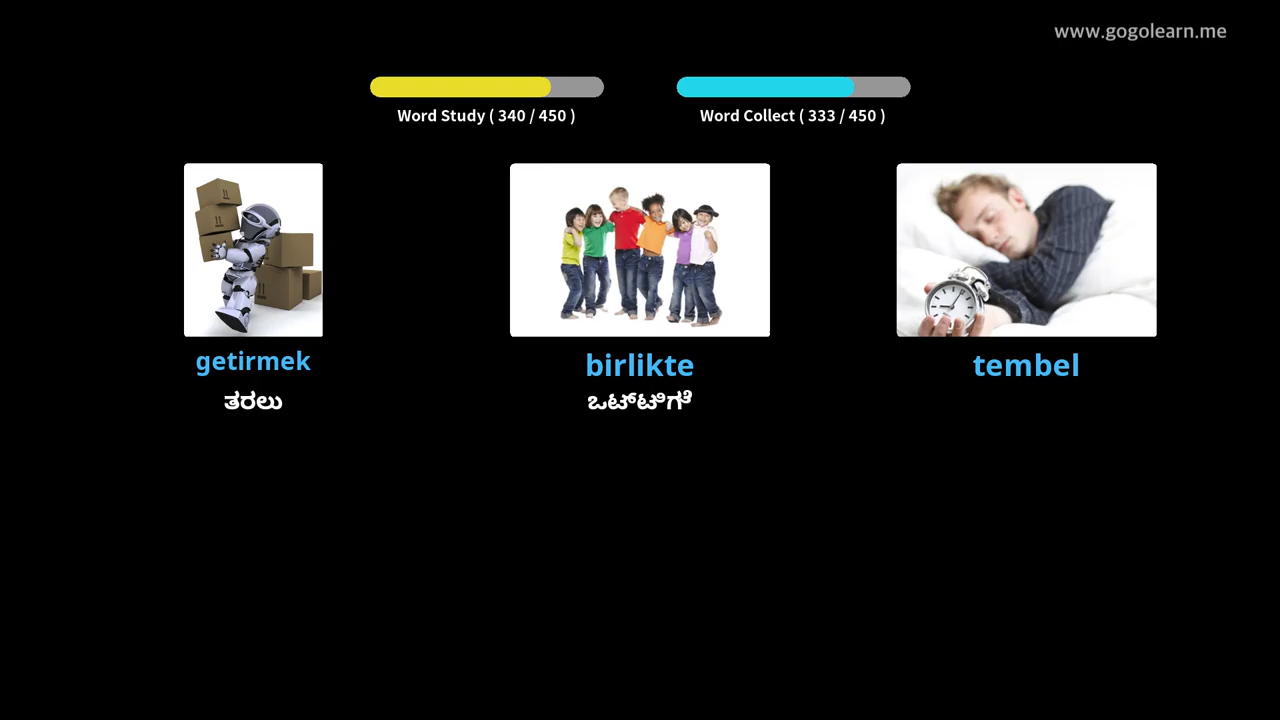 www.gogolearn.me
Word Study ( 340 / 450 )
Word Collect ( 333 / 450 )
getirmek
birlikte
tembel
ತರಲು
ಒಟ್ಟಿಗೆ